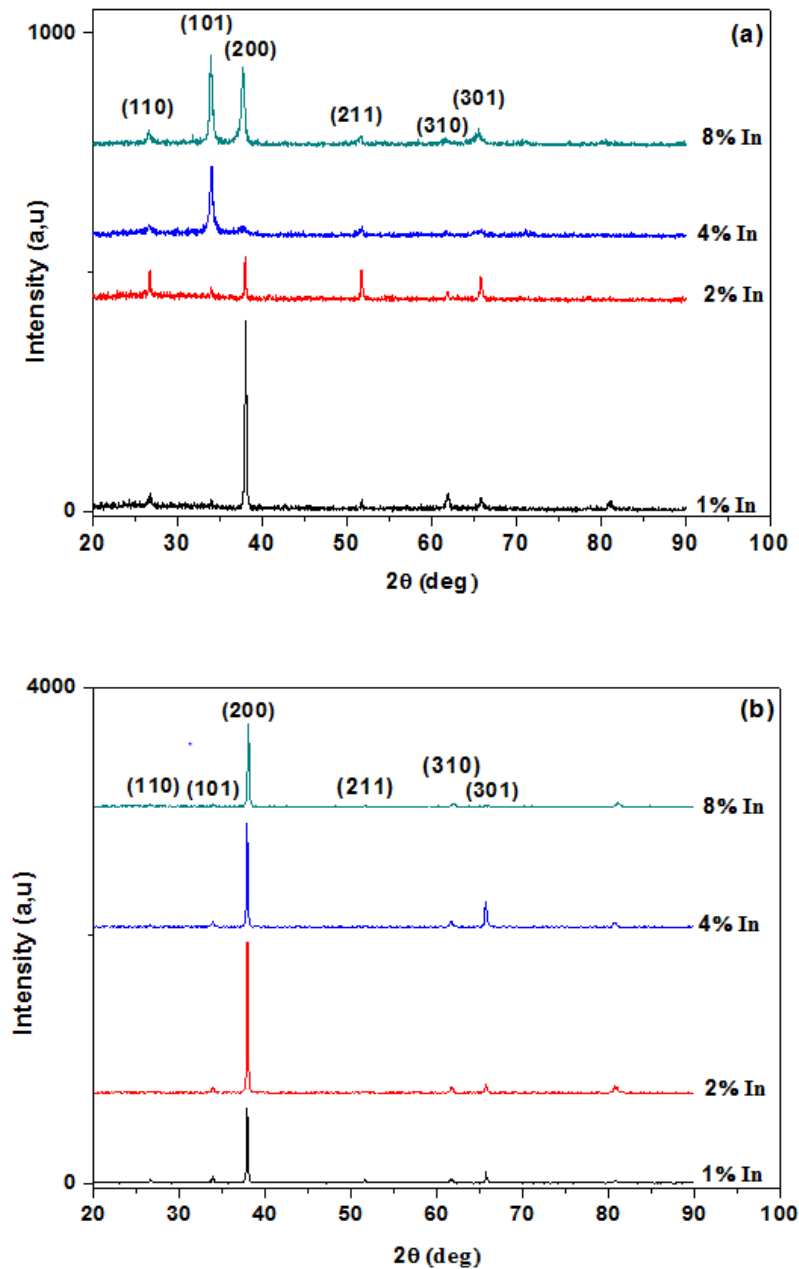 1000
(a)
(101)
(200)
(110)
(211)
(310)
(301)
8% In
4% In
2% In
1% In
0
Intensity (a,u)
20 30 40 50 60 70 80 90 100
2θ (deg)
4000
(b)
(200)
(110)
(101)
(211)
(310)
(301)
8% In
4% In
2% In
1% In
0
Intensity (a,u)
20 30 40 50 60 70 80 90 100
2θ (deg)